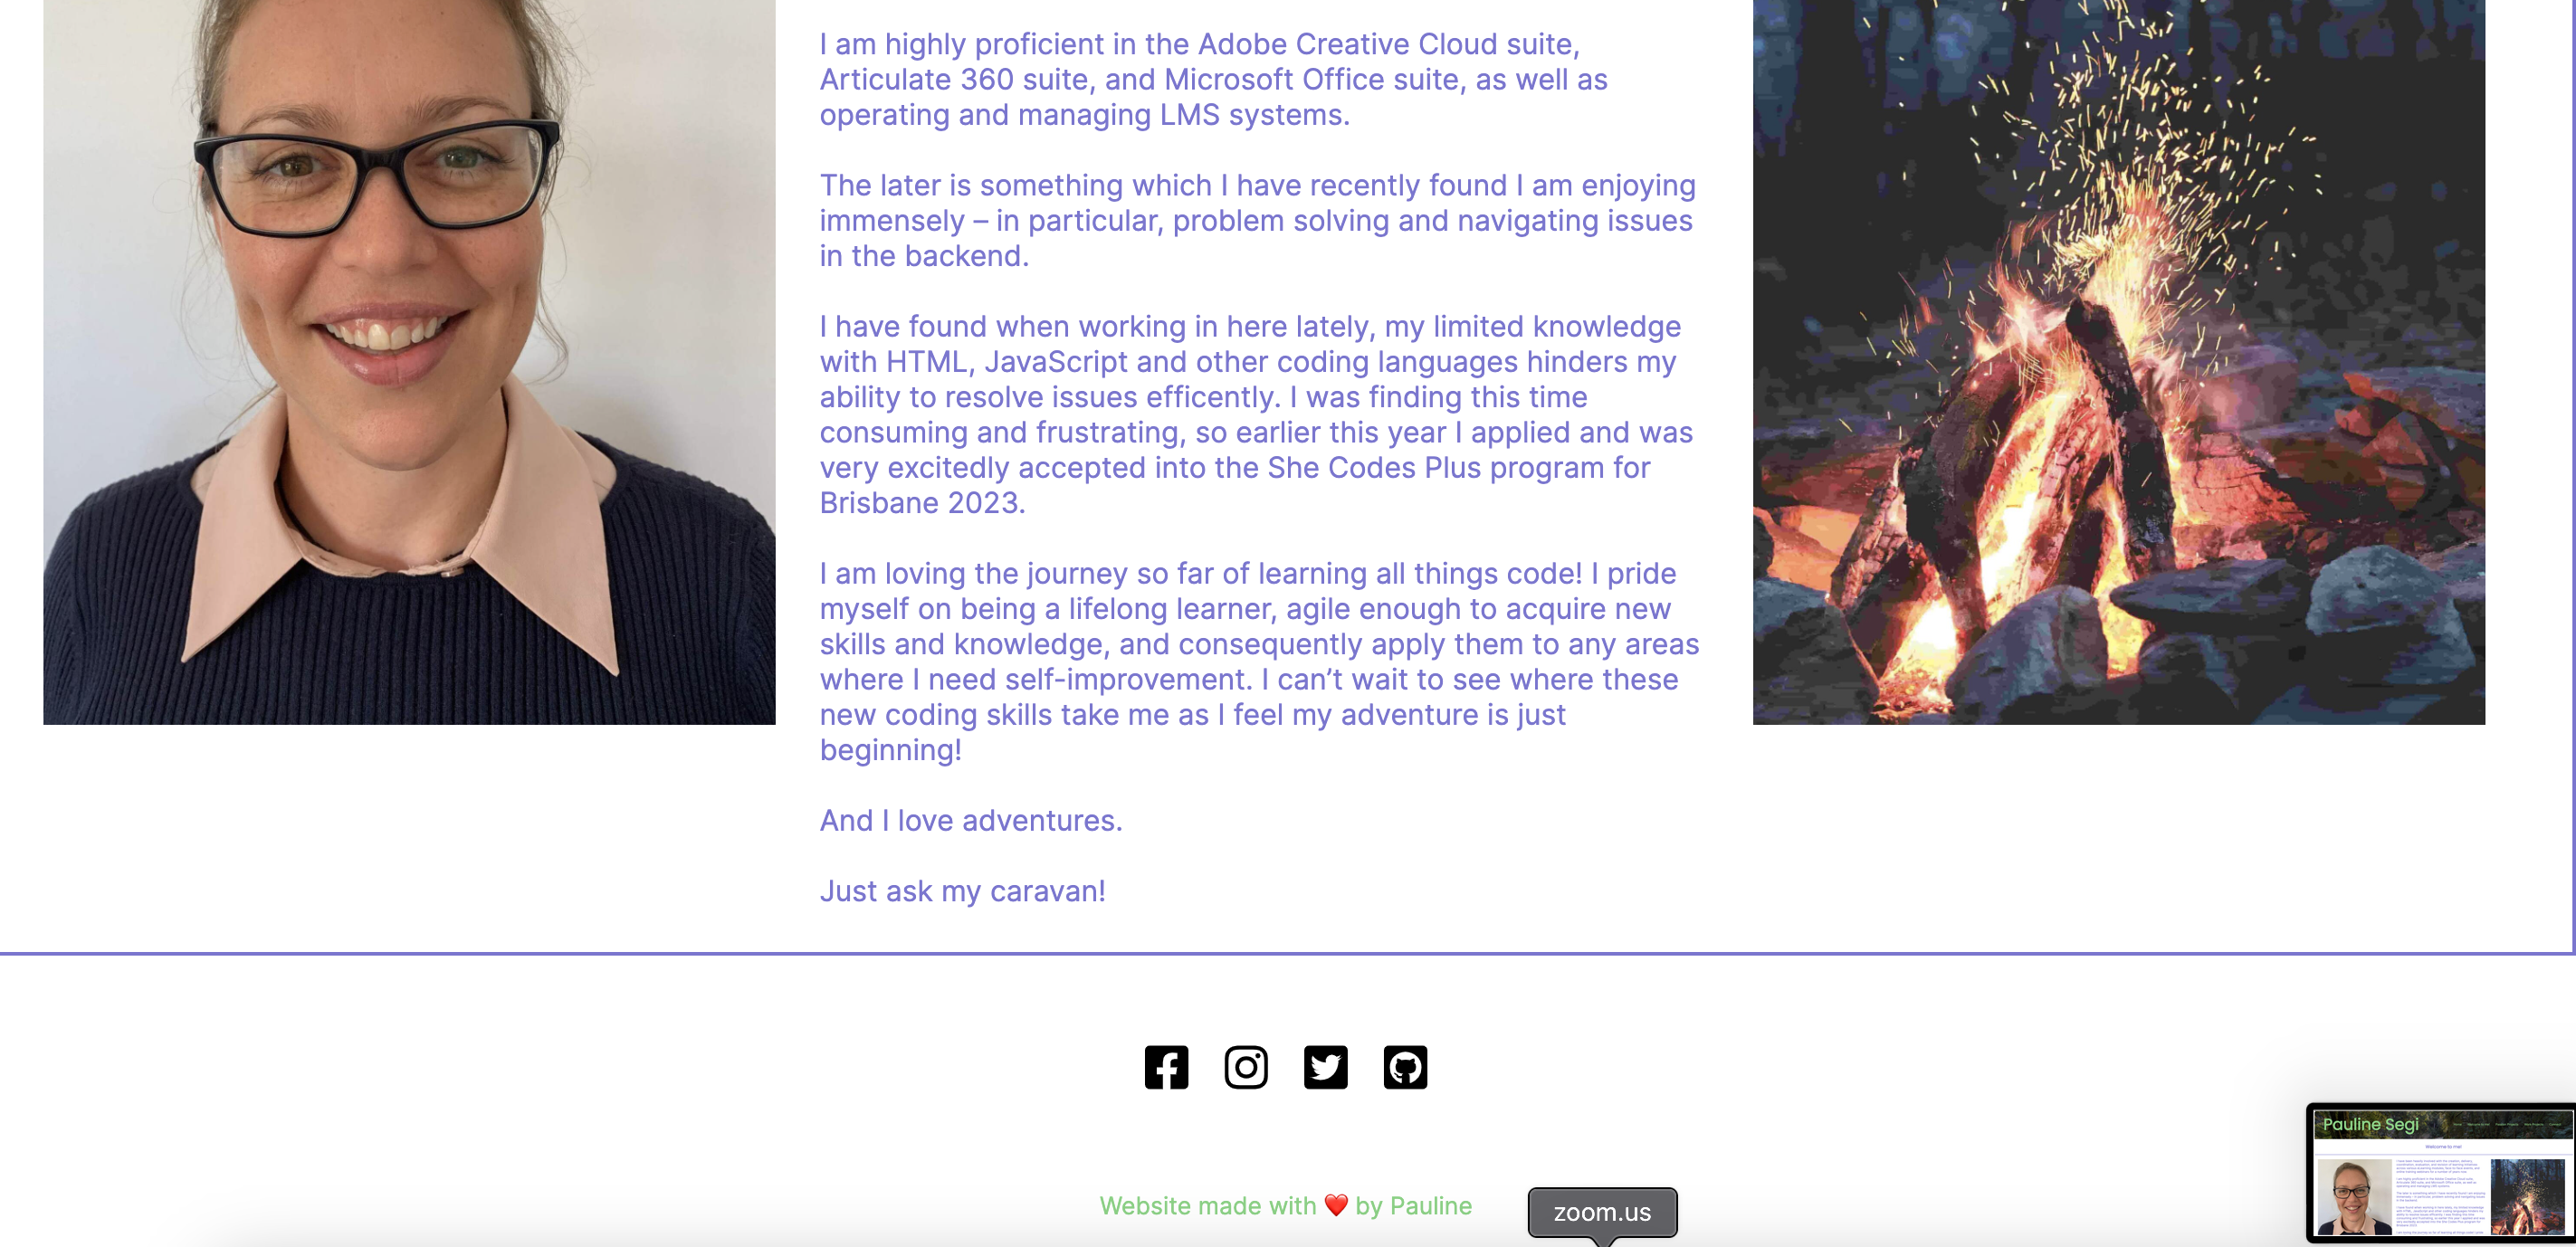 I am highly proficient in the Adobe Creative Cloud suite,
Articulate 360 suite, and Microsoft Office suite, as well as
operating and managing LMS systems.
The later is something which I have recently found I am enjoying
immensely – in particular, problem solving and navigating issues
in the backend.
I have found when working in here lately, my limited knowledge
with HTML, JavaScript and other coding languages hinders my
ability to resolve issues efficently. I was finding this time
consuming and frustrating, so earlier this year I applied and was
very excitedly accepted into the She Codes Plus program for
Brisbane 2023.
I am loving the journey so far of learning all things code! I pride
myself on being a lifelong learner, agile enough to acquire new
skills and knowledge, and consequently apply them to any areas
where I need self-improvement. I can’t wait to see where these
new coding skills take me as I feel my adventure is just
beginning!
And I love adventures.
Just ask my caravan!
Website made with ❤️ by Pauline
zoom.us
Pauline Segi
Welcome to me!